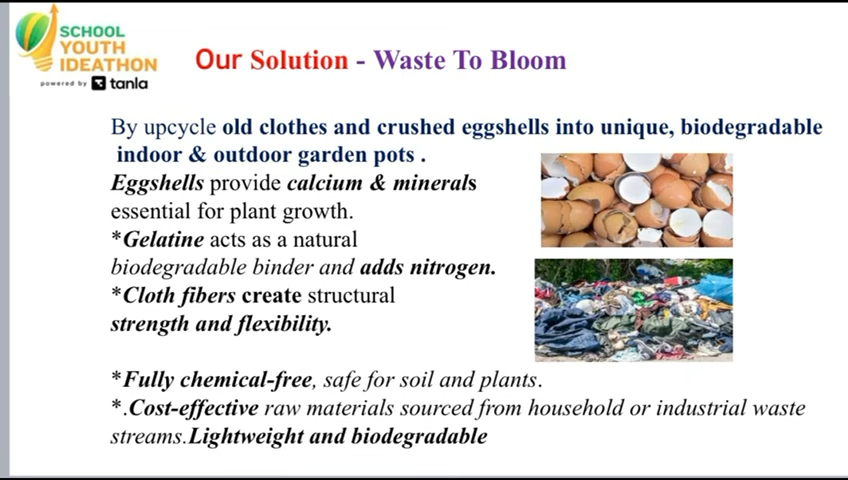 SCHOOL
YOUTH
IDEATHON
powered by tanla
Our Solution - Waste To Bloom
By upcycle old clothes and crushed eggshells into unique, biodegradable
indoor & outdoor garden pots .
Eggshells provide calcium & minerals
essential for plant growth.
*Gelatine acts as a natural
biodegradable binder and adds nitrogen.
*Cloth fibers create structural
strength and flexibility.
*Fully chemical-free, safe for soil and plants.
*.Cost-effective raw materials sourced from household or industrial waste
streams.Lightweight and biodegradable